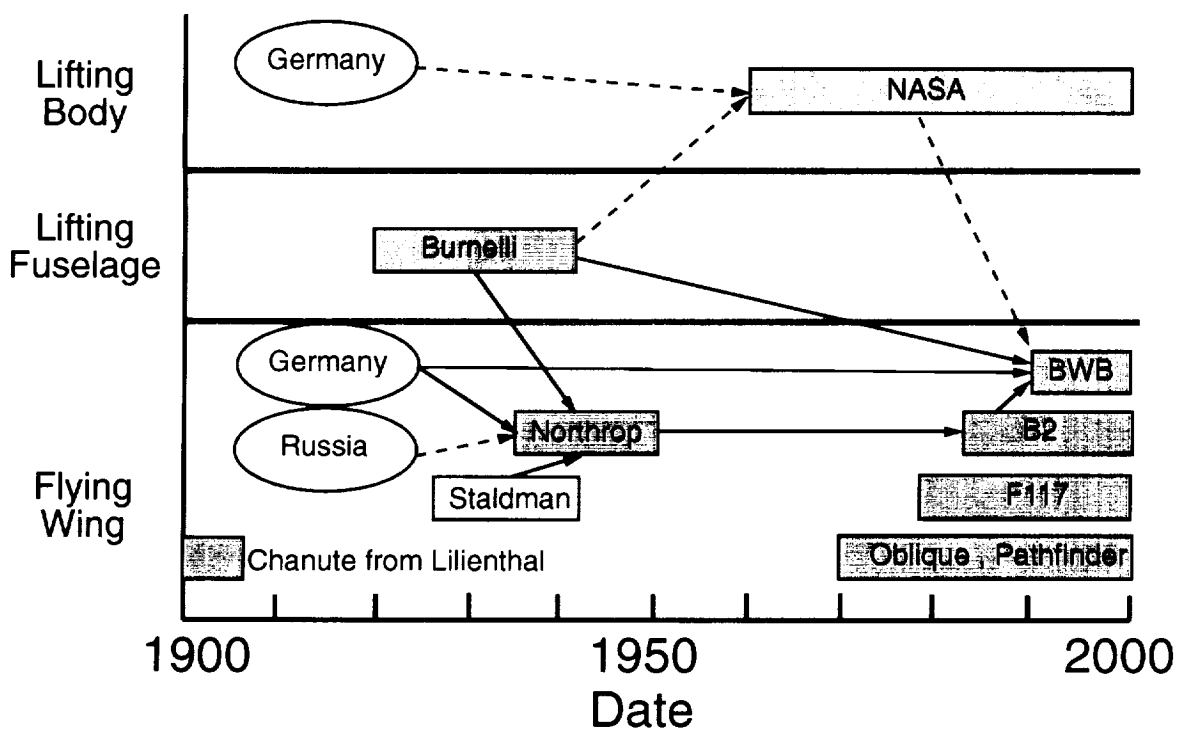 Lifting
Body
Germany
NASA
Lifting
Fuselage
Burnelli
Flying
Wing
Germany
BWB
Russia
Northrop
B2
Staldman
F117
Chanute from Lilienthal
Oblique , Pathfinder
1900
1950
2000
Date